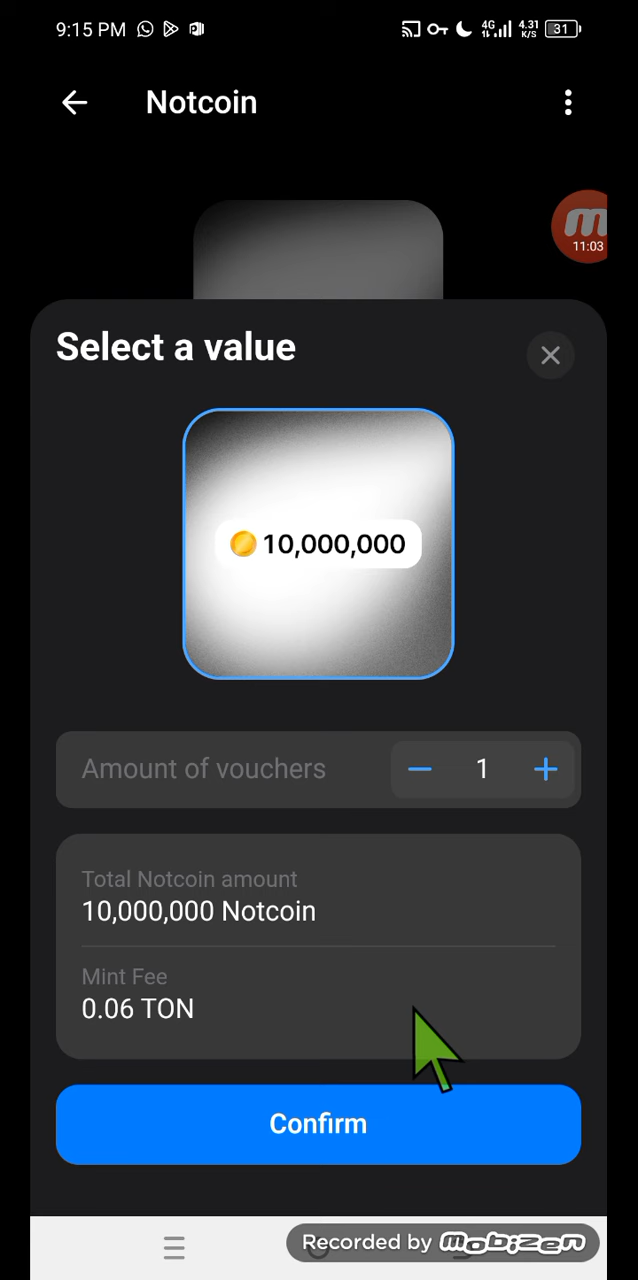 9:15 PM
4G 4.31 K/S 31
Notcoin
m
11:03
Select a value
10,000,000
Amount of vouchers
1
Total Notcoin amount
10,000,000 Notcoin
Mint Fee
0.06 TON
Confirm
Recorded by mobizen